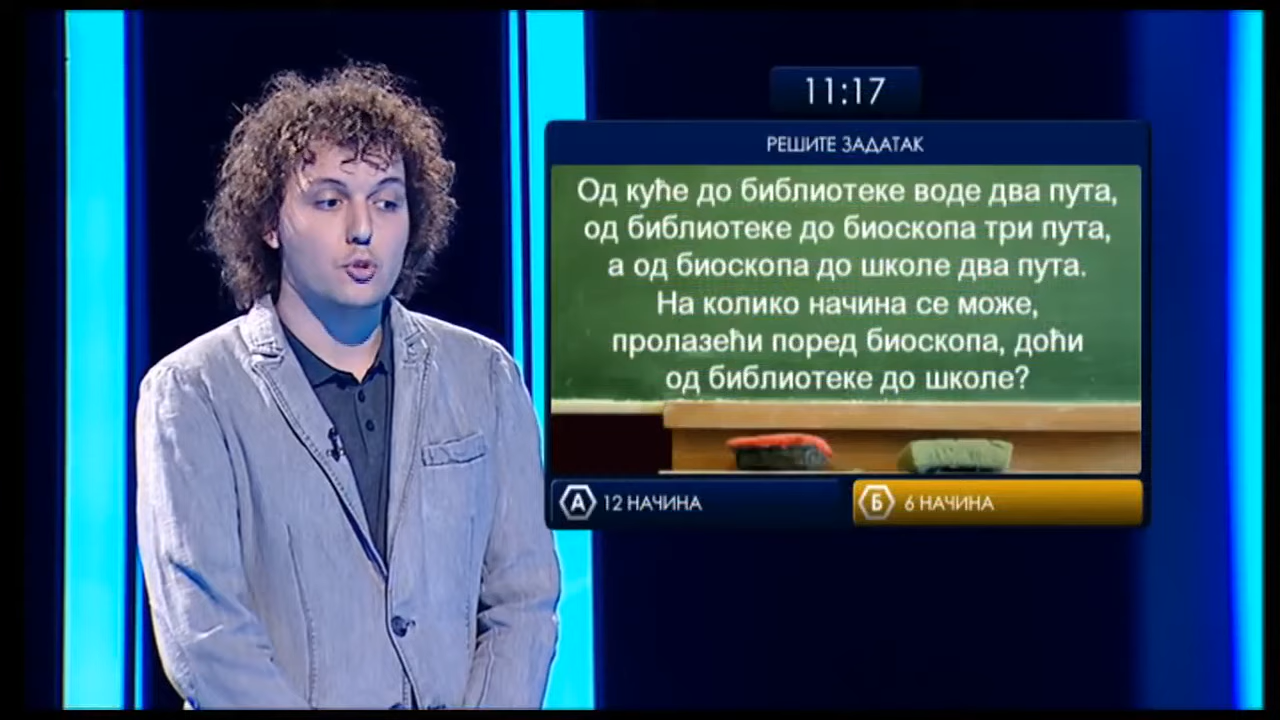 11:17
РЕШИТЕ ЗАДАТАК
Од куће до библиотеке воде два пута,
од библиотеке до биоскопа три пута,
а од биоскопа до школе два пута.
На колико начина се може,
пролазећи поред биоскопа, доћи
од библиотеке до школе?
А 12 НАЧИНА
Б 6 НАЧИНА